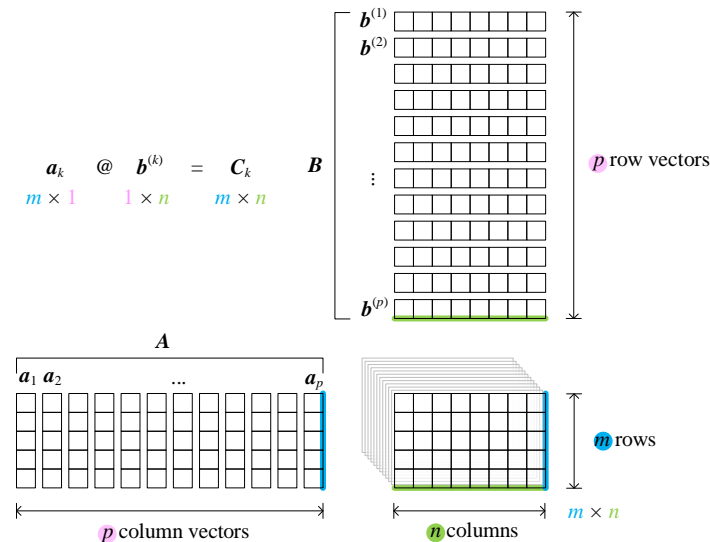 b^(1)
b^(2)
a_k @ b^(k) = C_k
m × 1 1 × n m × n
B
...
p row vectors
b^(p)
A
a_1 a_2 ... a_p
m rows
p column vectors
n columns
m × n